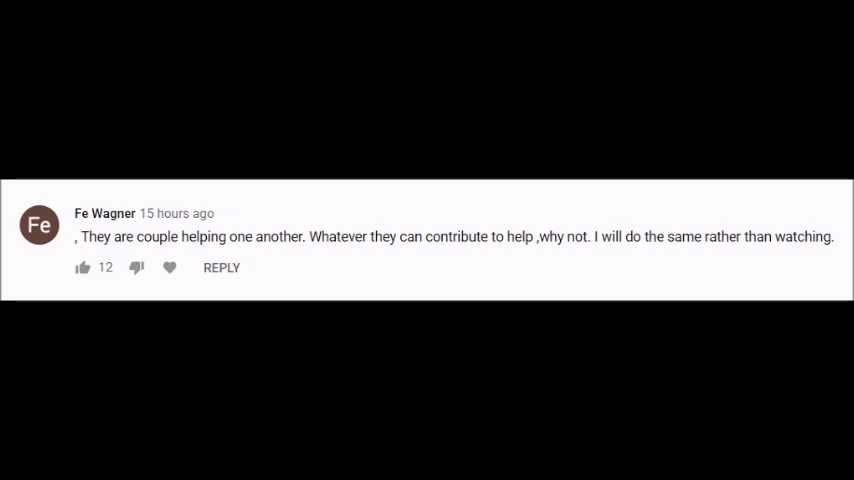 Fe
Fe Wagner 15 hours ago
, They are couple helping one another. Whatever they can contribute to help ,why not. I will do the same rather than watching.
12 REPLY